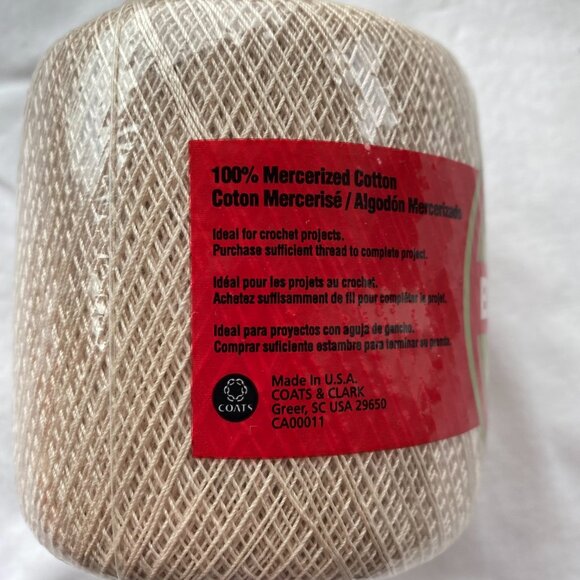 100% Mercerized Cotton
Coton Mercerisé / Algodón Mercerizado
Ideal for crochet projects.
Purchase sufficient thread to complete project.
Idéal pour les projets au crochet.
Achetez suffisamment de fil pour compléter le projet.
Ideal para proyectos con aguja de gancho.
Comprar suficiente estambre para terminar su prenda.
COATS
Made in U.S.A.
COATS & CLARK
Greer, SC USA 29650
CA00011